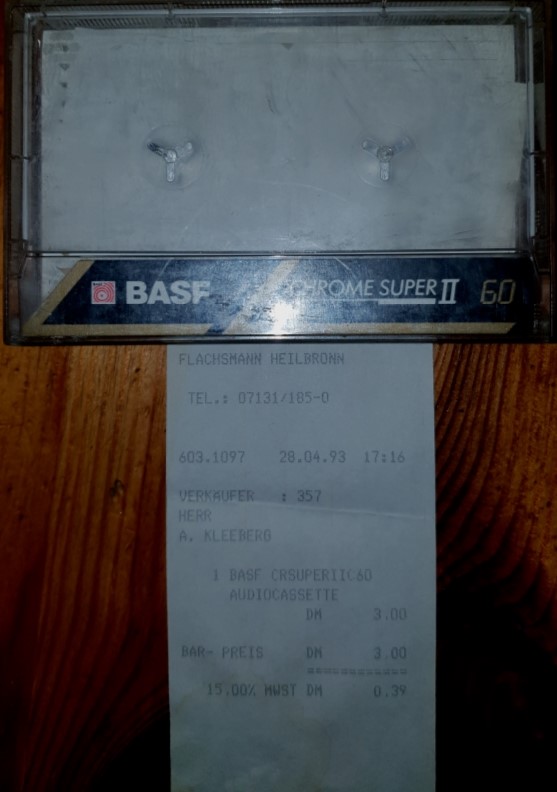 BASF CHROME SUPER II 60
FLACHSMANN HEILBRONN
TEL.: 07131/185-0
603.1097 28.04.93 17:16
VERKAUFER : 357
HERR
A. KLEEBERG
1 BASF CRSUPERIIC60
AUDIOCASSETTE
DM 3.00
BAR- PREIS DM 3.00
============
15.00% MWST DM 0.39